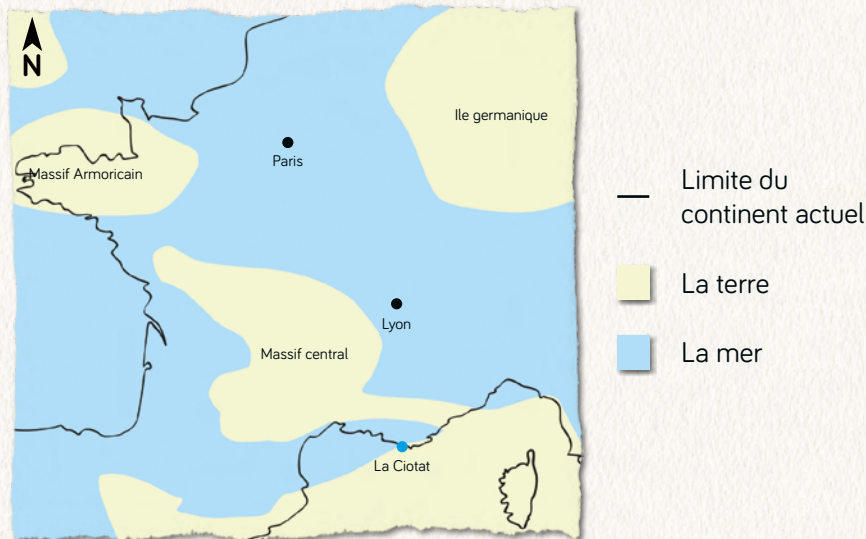 N
Ile germanique
Paris
Massif Armoricain
Lyon
Massif central
La Ciotat
Limite du
continent actuel
La terre
La mer